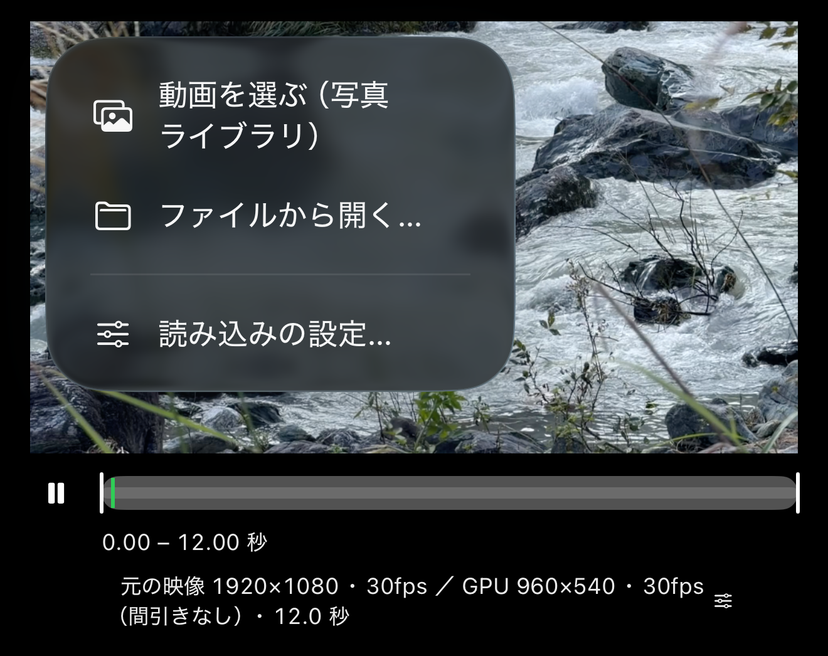 動画を選ぶ（写真
ライブラリ）
ファイルから開く...
読み込みの設定...
0.00 – 12.00 秒
元の映像 1920×1080 · 30fps ／ GPU 960×540 · 30fps
（間引きなし）· 12.0 秒